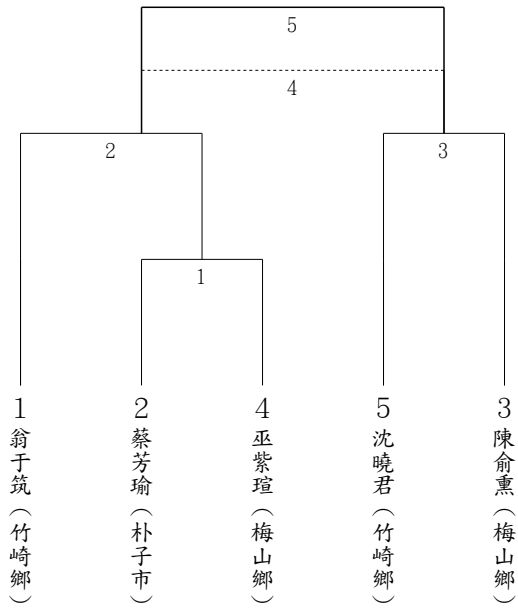 5
4
2
3
1
1 翁于筑(竹崎鄉)
2 蔡芳瑜(朴子市)
4 巫紫瑄(梅山鄉)
5 沈曉君(竹崎鄉)
3 陳俞熏(梅山鄉)